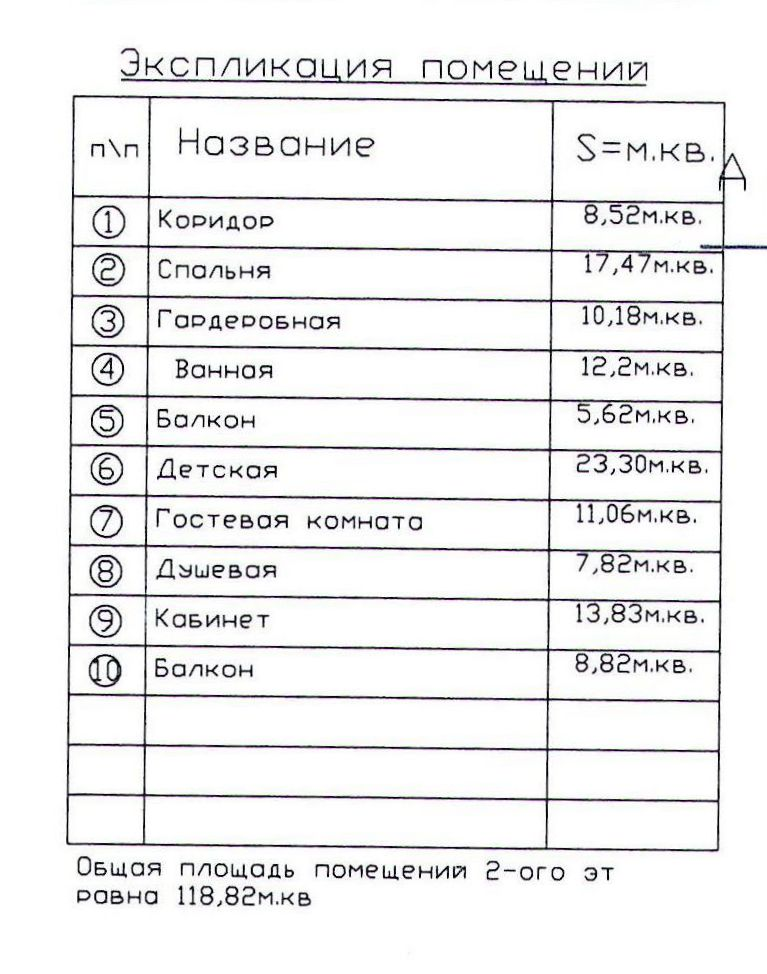 Экспликация помещений
п\п Название S=м.кв.
1 Коридор 8,52м.кв.
2 Спальня 17,47м.кв.
3 Гардеробная 10,18м.кв.
4 Ванная 12,2м.кв.
5 Балкон 5,62м.кв.
6 Детская 23,30м.кв.
7 Гостевая комната 11,06м.кв.
8 Душевая 7,82м.кв.
9 Кабинет 13,83м.кв.
10 Балкон 8,82м.кв.
Общая площадь помещений 2-ого эт
равна 118,82м.кв